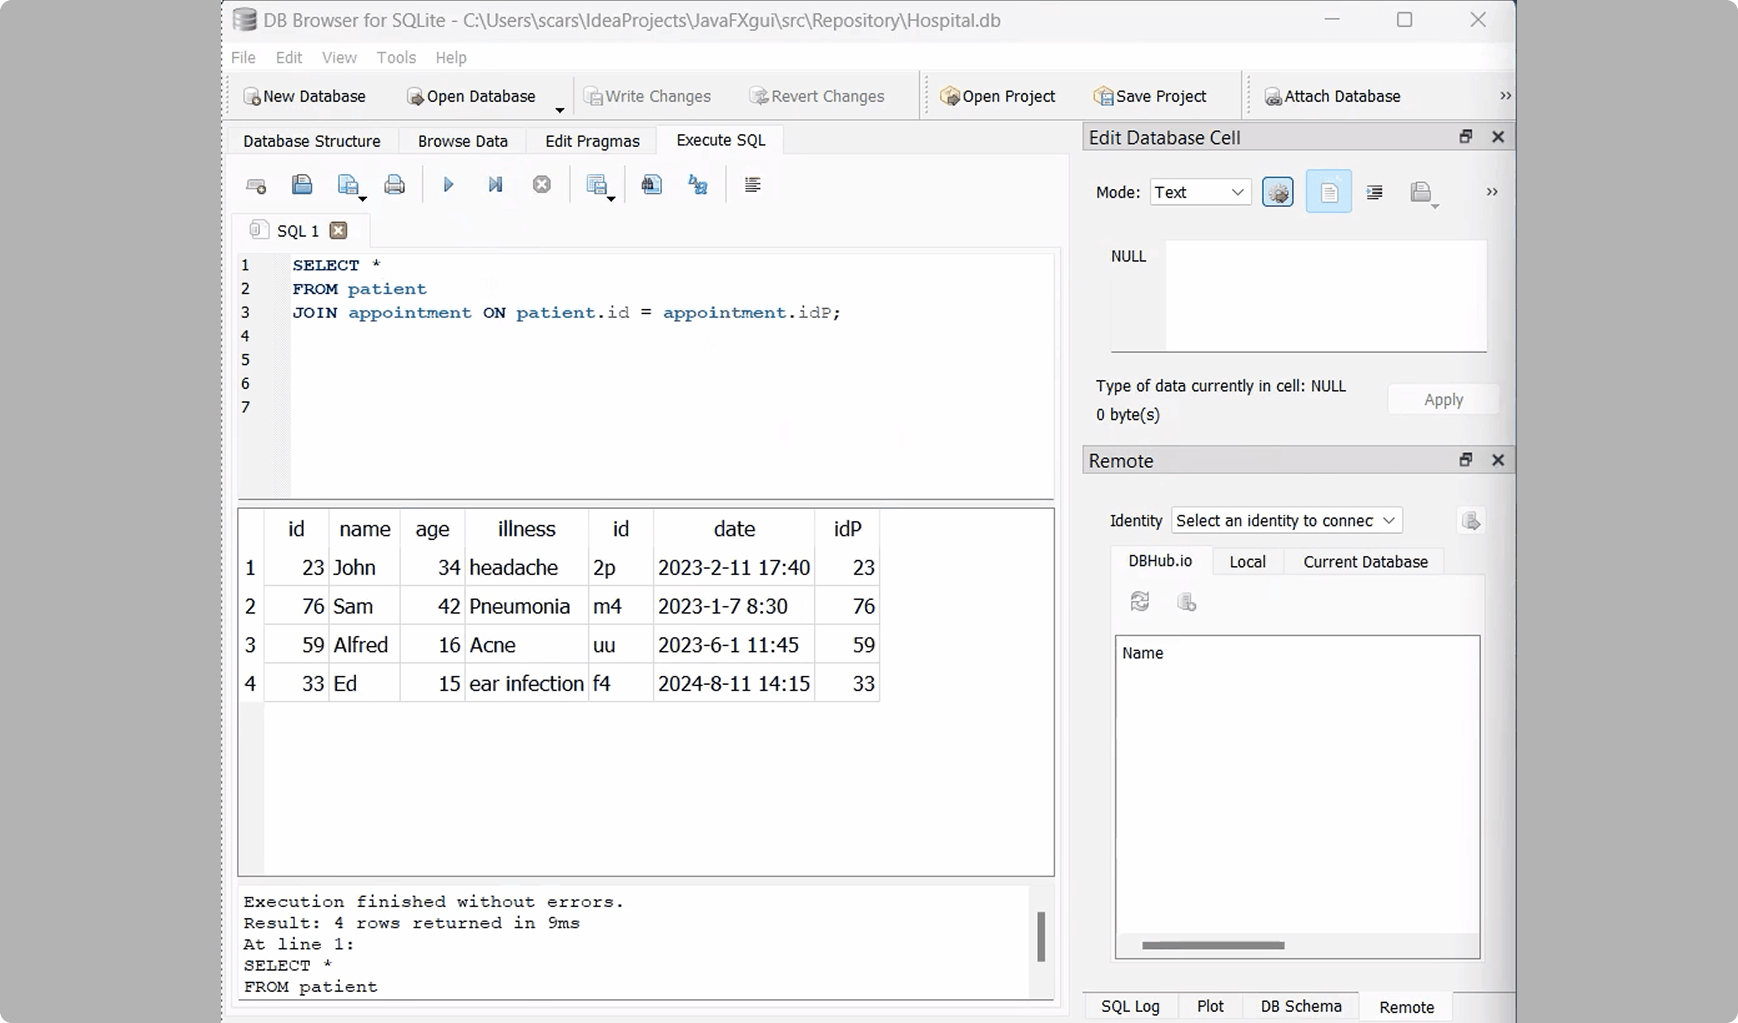 DB Browser for SQLite - C:\Users\scars\IdeaProjects\JavaFXgui\src\Repository\Hospital.db
File Edit View Tools Help
New Database Open Database Write Changes Revert Changes Open Project Save Project Attach Database »
Database Structure Browse Data Edit Pragmas Execute SQL
SQL 1
1 SELECT *
2 FROM patient
3 JOIN appointment ON patient.id = appointment.idP;
4
5
6
7
id name age illness id date idP
1 23 John 34 headache 2p 2023-2-11 17:40 23
2 76 Sam 42 Pneumonia m4 2023-1-7 8:30 76
3 59 Alfred 16 Acne uu 2023-6-1 11:45 59
4 33 Ed 15 ear infection f4 2024-8-11 14:15 33
Execution finished without errors.
Result: 4 rows returned in 9ms
At line 1:
SELECT *
FROM patient
Edit Database Cell
Mode: Text »
NULL
Type of data currently in cell: NULL
0 byte(s)
Apply
Remote
Identity Select an identity to connec
DBHub.io Local Current Database
Name
SQL Log Plot DB Schema Remote